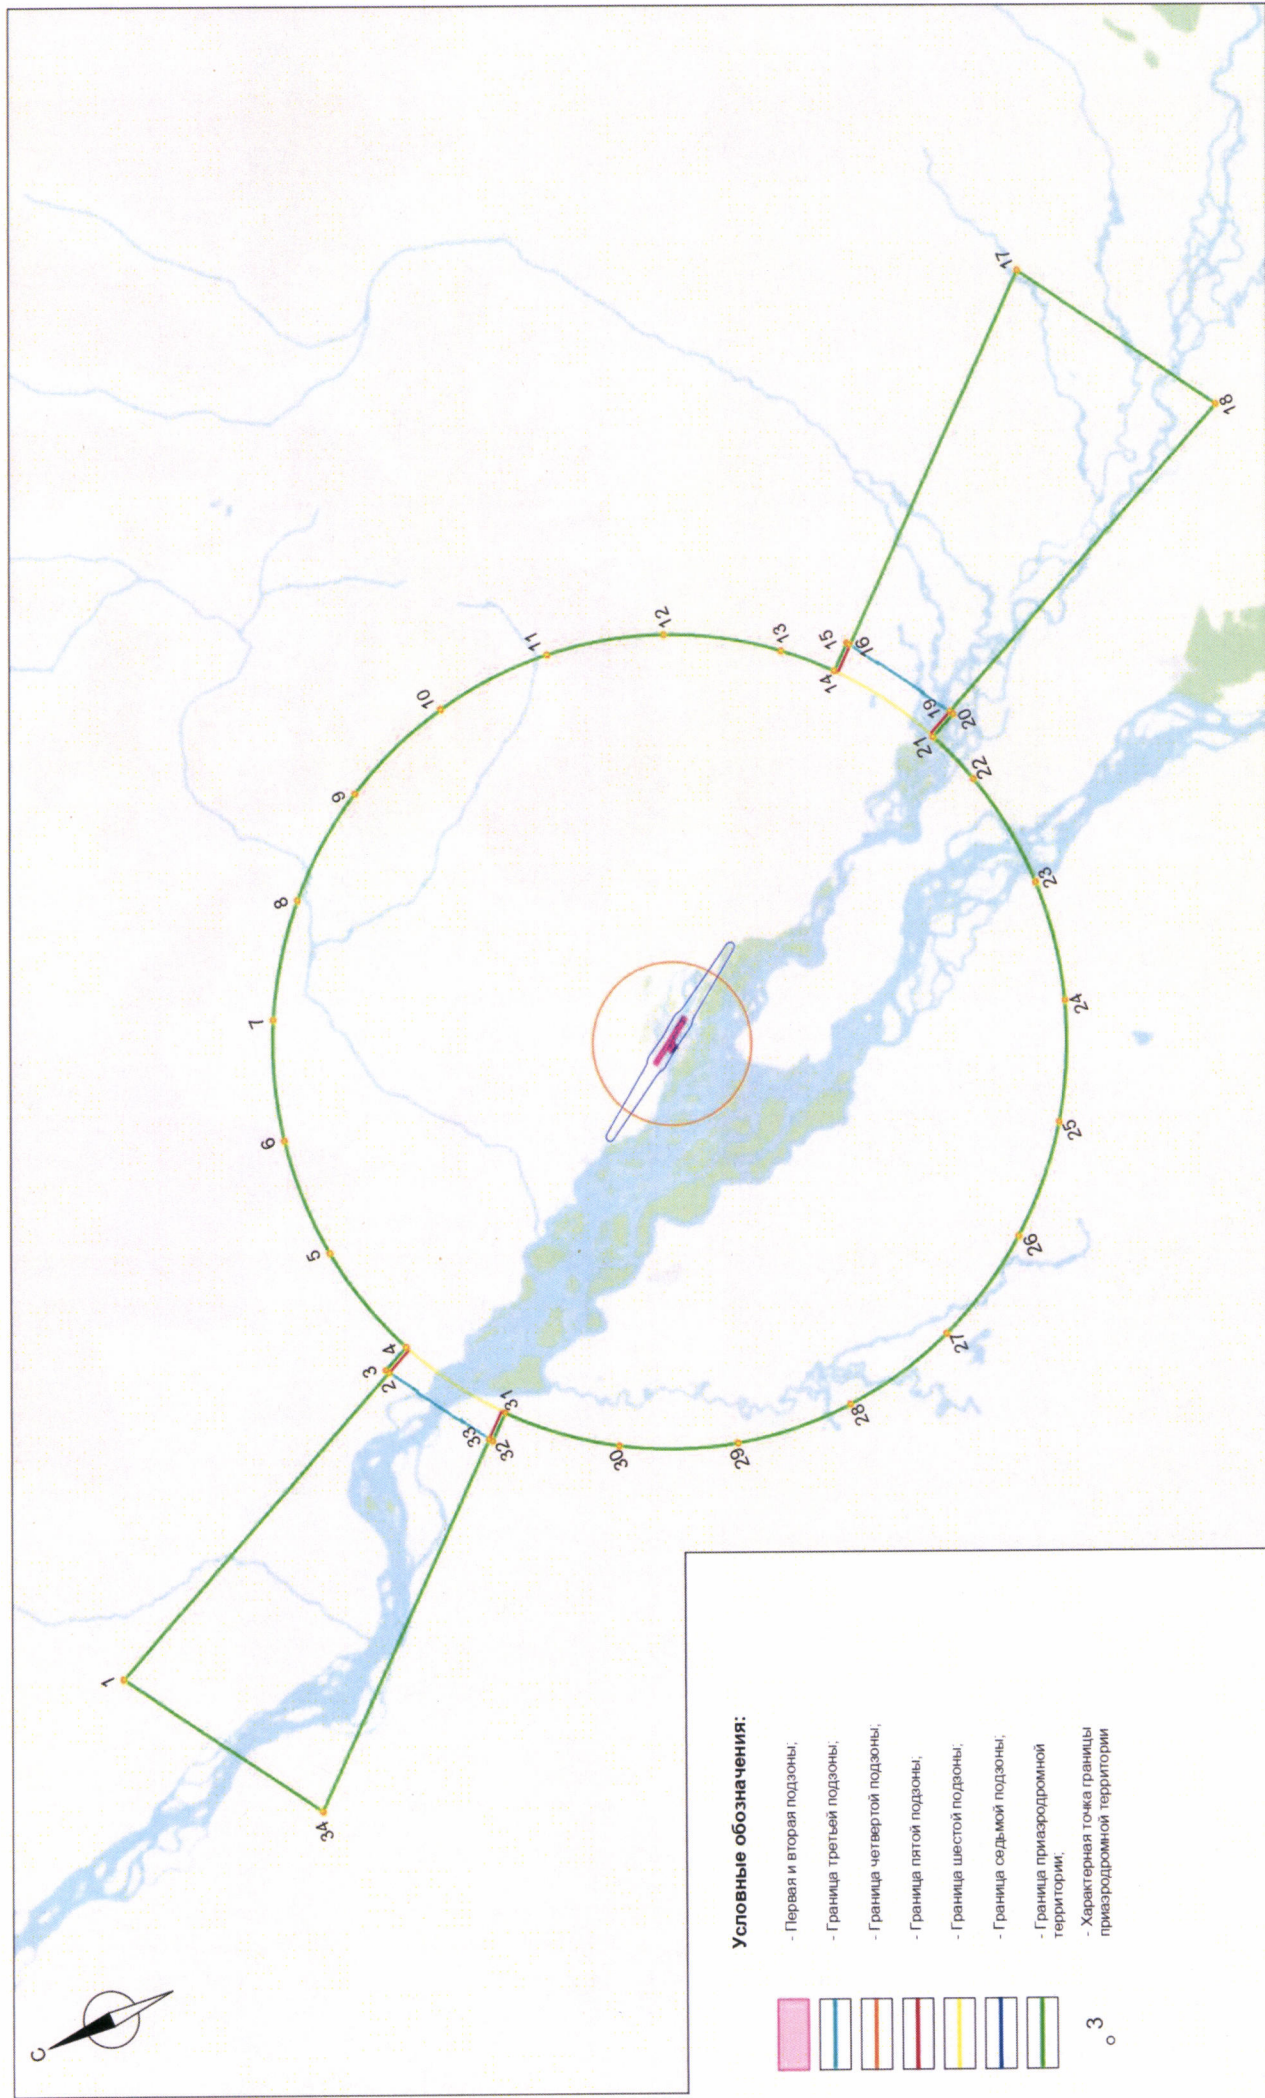 С
1
2
3
4
5
6
7
8
9
10
11
12
13
14
15
16
17
18
19
20
21
22
23
24
25
26
27
28
29
30
31
32
33
34
Условные обозначения:
- Первая и вторая подзоны;
- Граница третьей подзоны;
- Граница четвертой подзоны;
- Граница пятой подзоны;
- Граница шестой подзоны;
- Граница седьмой подзоны;
- Граница приаэродромной
территории;
3
- Характерная точка границы
приаэродромной территории